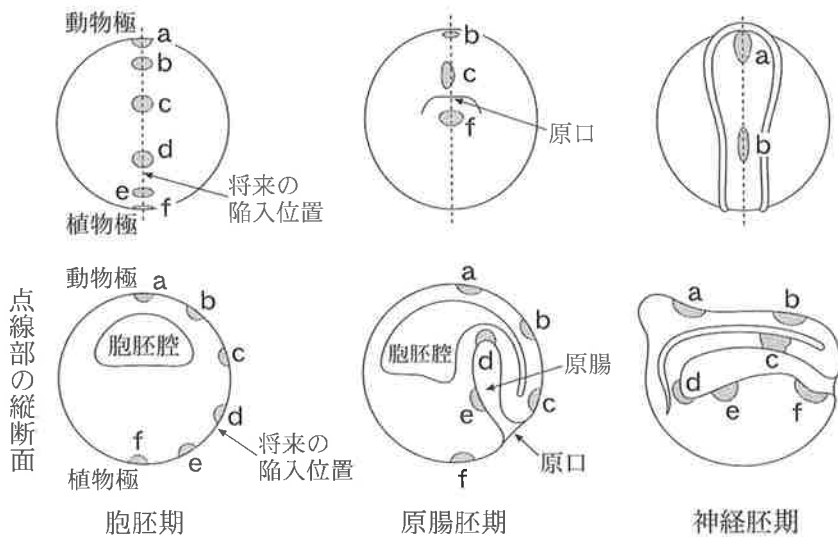 動物極
a
b
c
d
e
f
将来の
陥入位置
植物極
b
c
f
原口
a
b
点線部の縦断面
動物極
a
b
c
d
e
f
胞胚腔
将来の
陥入位置
植物極
胞胚期
a
b
c
d
e
f
胞胚腔
原腸
原口
原腸胚期
a
b
c
d
e
f
神経胚期